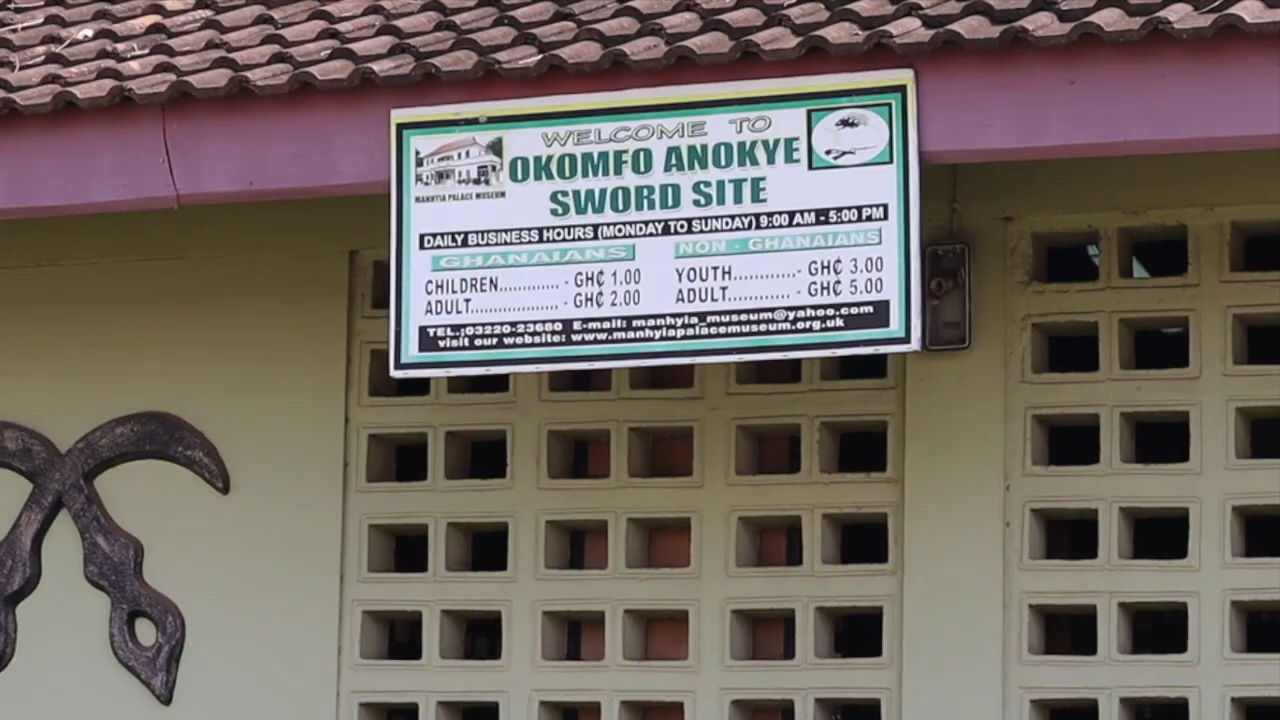 WELCOME TO
OKOMFO ANOKYE
SWORD SITE
MANHYIA PALACE MUSEUM
DAILY BUSINESS HOURS (MONDAY TO SUNDAY) 9:00 AM - 5:00 PM
GHANAIANS
CHILDREN............. - GH₵ 1.00
ADULT.................... - GH₵ 2.00
NON - GHANAIANS
YOUTH............- GH₵ 3.00
ADULT............ - GH₵ 5.00
TEL.;03220-23680 E-mail: manhyia_museum@yahoo.com
visit our website: www.manhyiapalacemuseum.org.uk